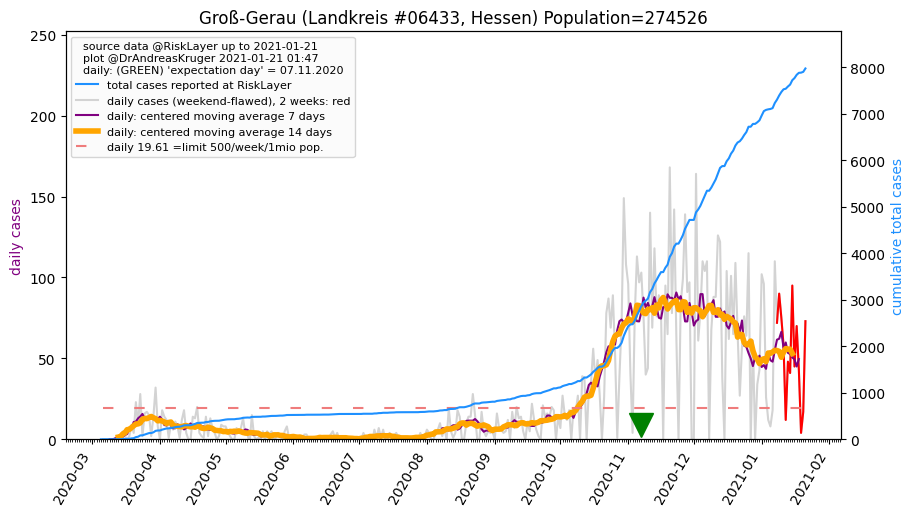 Groß-Gerau (Landkreis #06433, Hessen) Population=274526
source data @RiskLayer up to 2021-01-21
plot @DrAndreasKruger 2021-01-21 01:47
daily: (GREEN) 'expectation day' = 07.11.2020
total cases reported at RiskLayer
daily cases (weekend-flawed), 2 weeks: red
daily: centered moving average 7 days
daily: centered moving average 14 days
daily 19.61 =limit 500/week/1mio pop.
daily cases
250
200
150
100
50
0
cumulative total cases
8000
7000
6000
5000
4000
3000
2000
1000
0
2020-03
2020-04
2020-05
2020-06
2020-07
2020-08
2020-09
2020-10
2020-11
2020-12
2021-01
2021-02